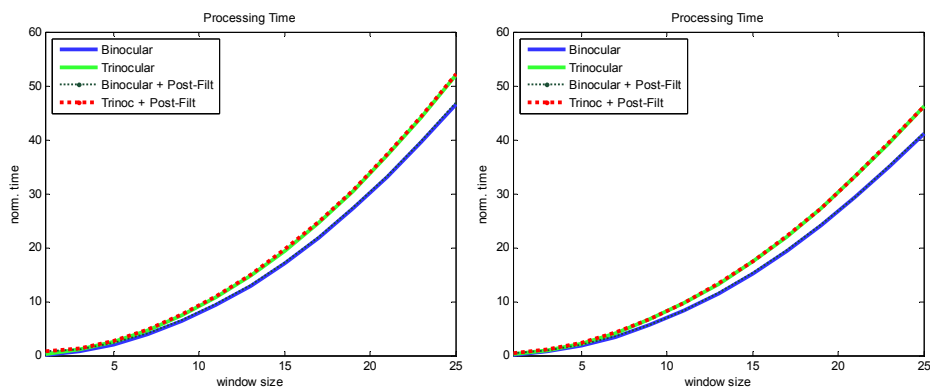 Processing Time
60
50
40
30
20
10
0
norm. time
5
10
15
20
25
window size
Binocular
Trinocular
Binocular + Post-Filt
Trinoc + Post-Filt
Processing Time
60
50
40
30
20
10
0
norm. time
5
10
15
20
25
window size
Binocular
Trinocular
Binocular + Post-Filt
Trinoc + Post-Filt